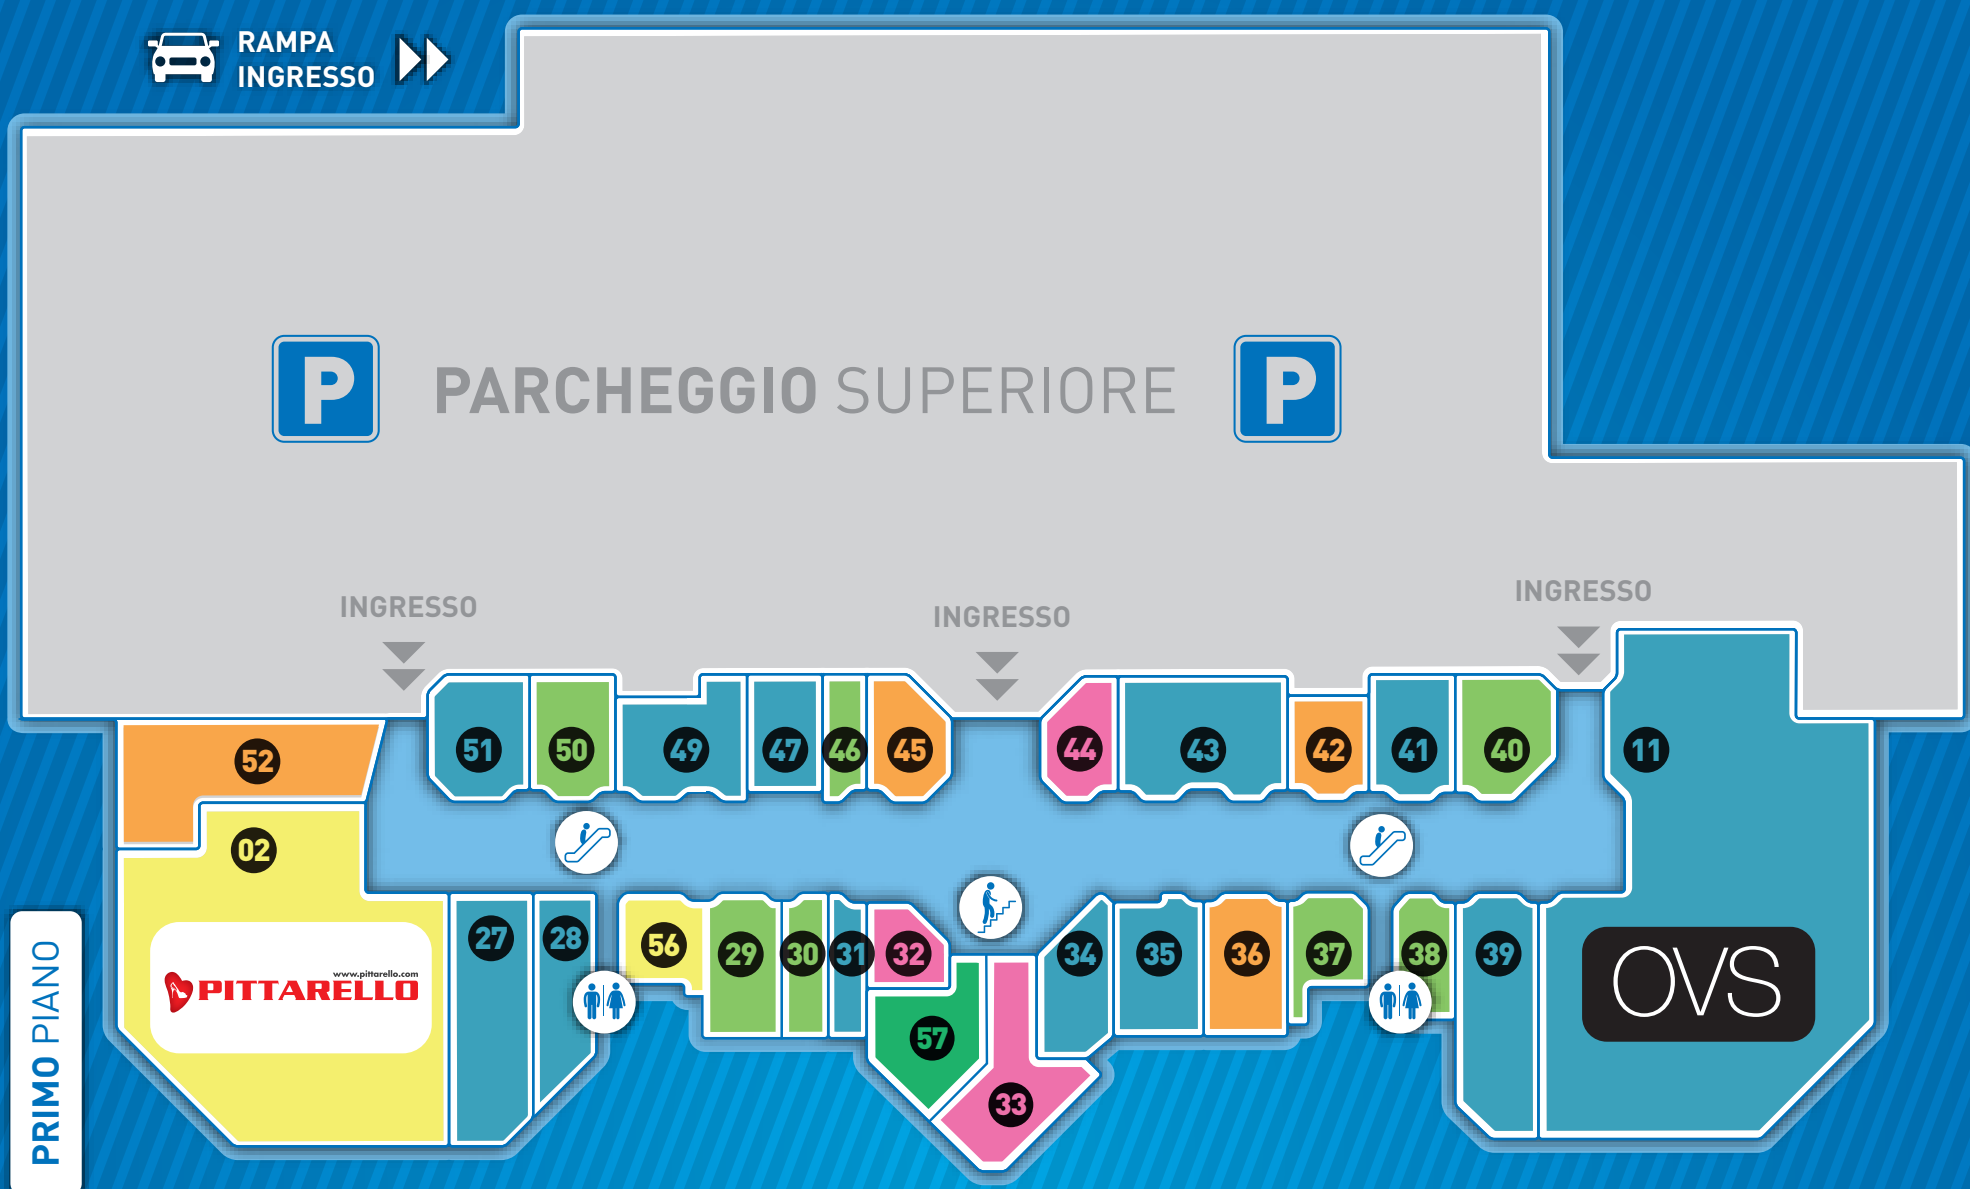 RAMPA
INGRESSO
P
PARCHEGGIO SUPERIORE
P
INGRESSO
INGRESSO
INGRESSO
51
50
49
47
46
45
44
43
42
41
40
11
52
02
www.pittarello.com
PITTARELLO
27
28
56
29
30
31
32
34
35
36
37
38
39
OVS
57
33
PRIMO PIANO